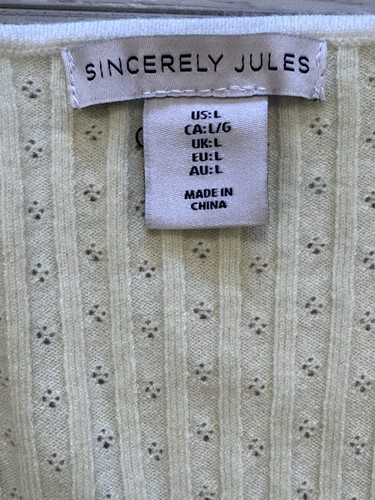 SINCERELY JULES
US: L
CA: L/G
UK: L
EU: L
AU: L
MADE IN
CHINA